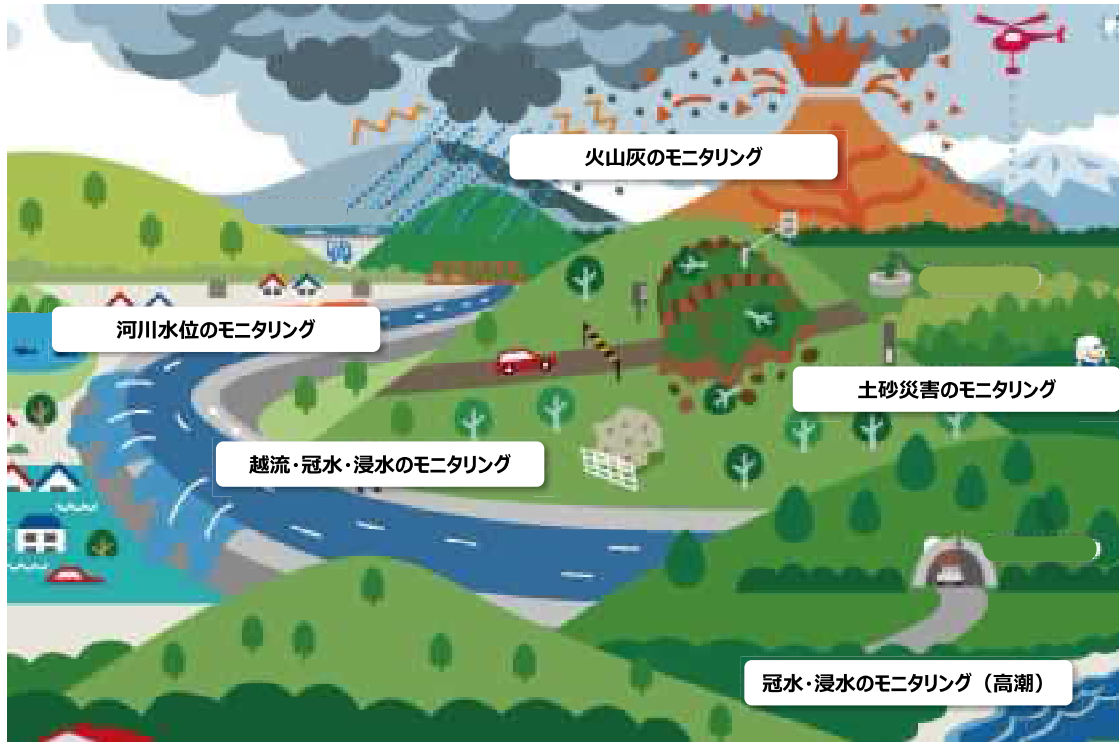 火山灰のモニタリング
河川水位のモニタリング
土砂災害のモニタリング
越流・冠水・浸水のモニタリング
冠水・浸水のモニタリング（高潮）